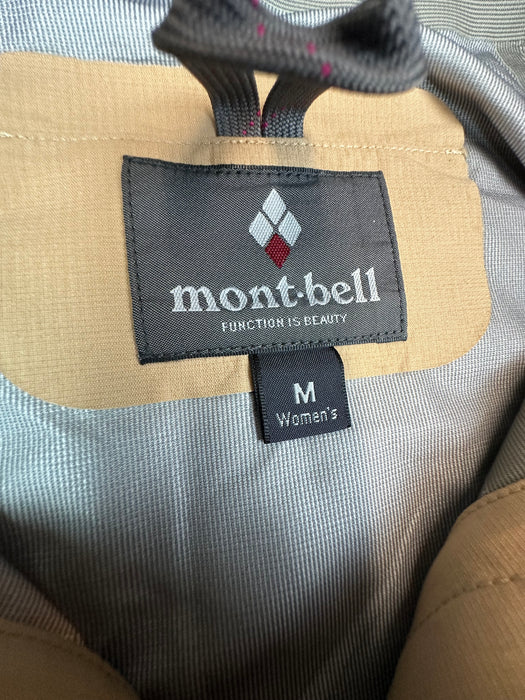 mont·bell
FUNCTION IS BEAUTY
M
Women's